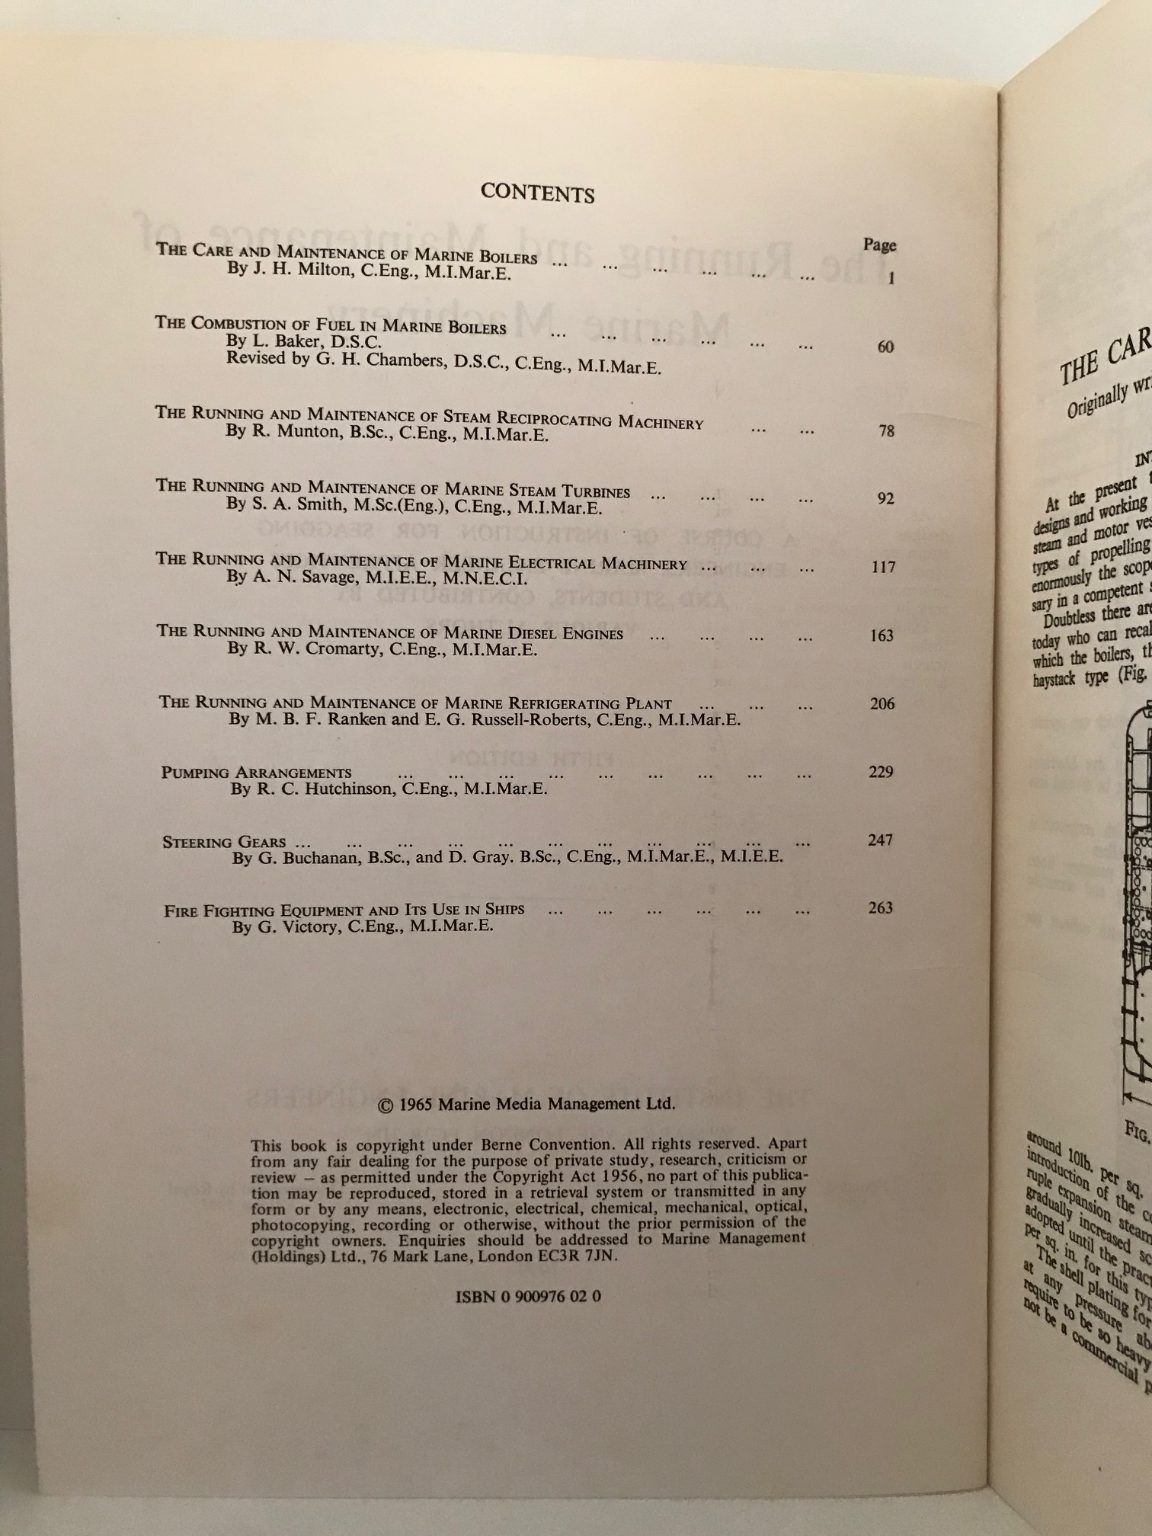 CONTENTS
Page
THE CARE AND MAINTENANCE OF MARINE BOILERS ... ... ... ... ... ... 1
By J. H. Milton, C.Eng., M.I.Mar.E.
THE COMBUSTION OF FUEL IN MARINE BOILERS ... ... ... ... ... ... 60
By L. Baker, D.S.C.
Revised by G. H. Chambers, D.S.C., C.Eng., M.I.Mar.E.
THE RUNNING AND MAINTENANCE OF STEAM RECIPROCATING MACHINERY ... ... 78
By R. Munton, B.Sc., C.Eng., M.I.Mar.E.
THE RUNNING AND MAINTENANCE OF MARINE STEAM TURBINES ... ... ... ... 92
By S. A. Smith, M.Sc.(Eng.), C.Eng., M.I.Mar.E.
THE RUNNING AND MAINTENANCE OF MARINE ELECTRICAL MACHINERY ... ... ... 117
By A. N. Savage, M.I.E.E., M.N.E.C.I.
THE RUNNING AND MAINTENANCE OF MARINE DIESEL ENGINES ... ... ... ... 163
By R. W. Cromarty, C.Eng., M.I.Mar.E.
THE RUNNING AND MAINTENANCE OF MARINE REFRIGERATING PLANT ... ... ... 206
By M. B. F. Ranken and E. G. Russell-Roberts, C.Eng., M.I.Mar.E.
PUMPING ARRANGEMENTS ... ... ... ... ... ... ... ... ... 229
By R. C. Hutchinson, C.Eng., M.I.Mar.E.
STEERING GEARS ... ... ... ... ... ... ... ... ... ... ... 247
By G. Buchanan, B.Sc., and D. Gray. B.Sc., C.Eng., M.I.Mar.E., M.I.E.E.
FIRE FIGHTING EQUIPMENT AND ITS USE IN SHIPS ... ... ... ... ... ... 263
By G. Victory, C.Eng., M.I.Mar.E.
© 1965 Marine Media Management Ltd.
This book is copyright under Berne Convention. All rights reserved. Apart
from any fair dealing for the purpose of private study, research, criticism or
review – as permitted under the Copyright Act 1956, no part of this publica-
tion may be reproduced, stored in a retrieval system or transmitted in any
form or by any means, electronic, electrical, chemical, mechanical, optical,
photocopying, recording or otherwise, without the prior permission of the
copyright owners. Enquiries should be addressed to Marine Management
(Holdings) Ltd., 76 Mark Lane, London EC3R 7JN.
ISBN 0 900976 02 0
THE CAR
Originally
At the present
designs and working
steam and motor
types of propelling
enormously the
sary in a competent
Doubtless there
today who can
which the boilers,
haystack type (Fig.
FIG.
around 10lb. per sq.
introduction of the
ruple expansion
gradually increased
adopted until the
per sq. in. for this
The shell plating for
at any pressure
require to be so heavy
not be a commercial